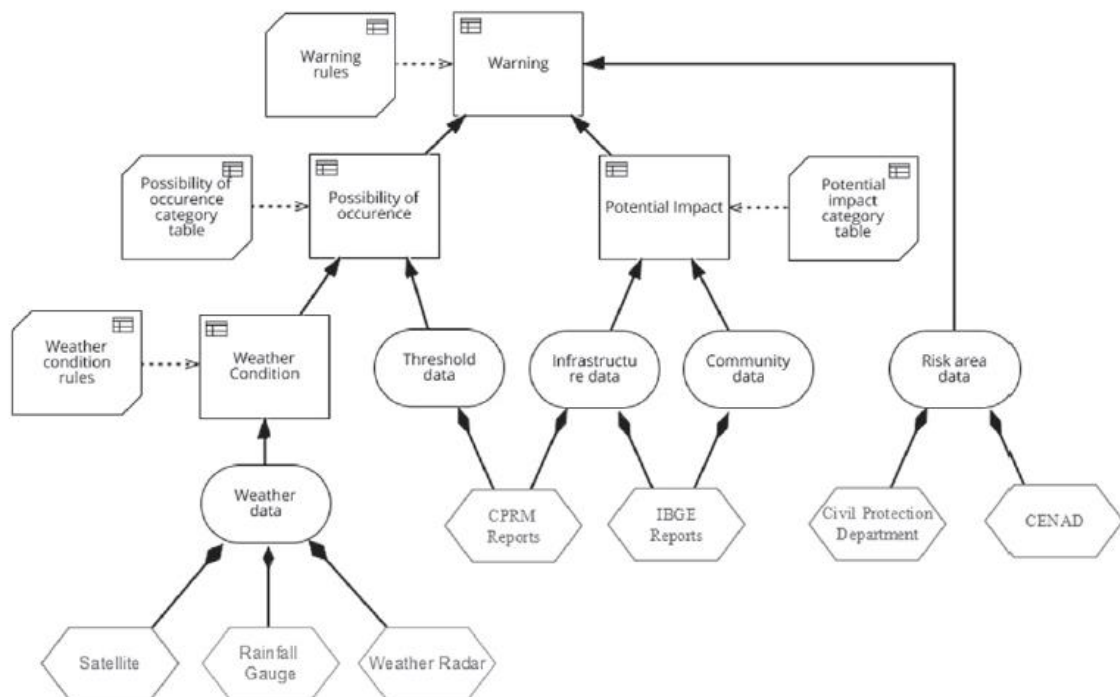 Warning
rules
Warning
Possibility of
occurence
category
table
Possibility of
occurence
Potential Impact
Potential
impact
category
table
Weather
condition
rules
Weather
Condition
Threshold
data
Infrastructu
re data
Community
data
Risk area
data
Weather
data
CPRM
Reports
IBGE
Reports
Civil Protection
Department
CENAD
Satellite
Rainfall
Gauge
Weather Radar